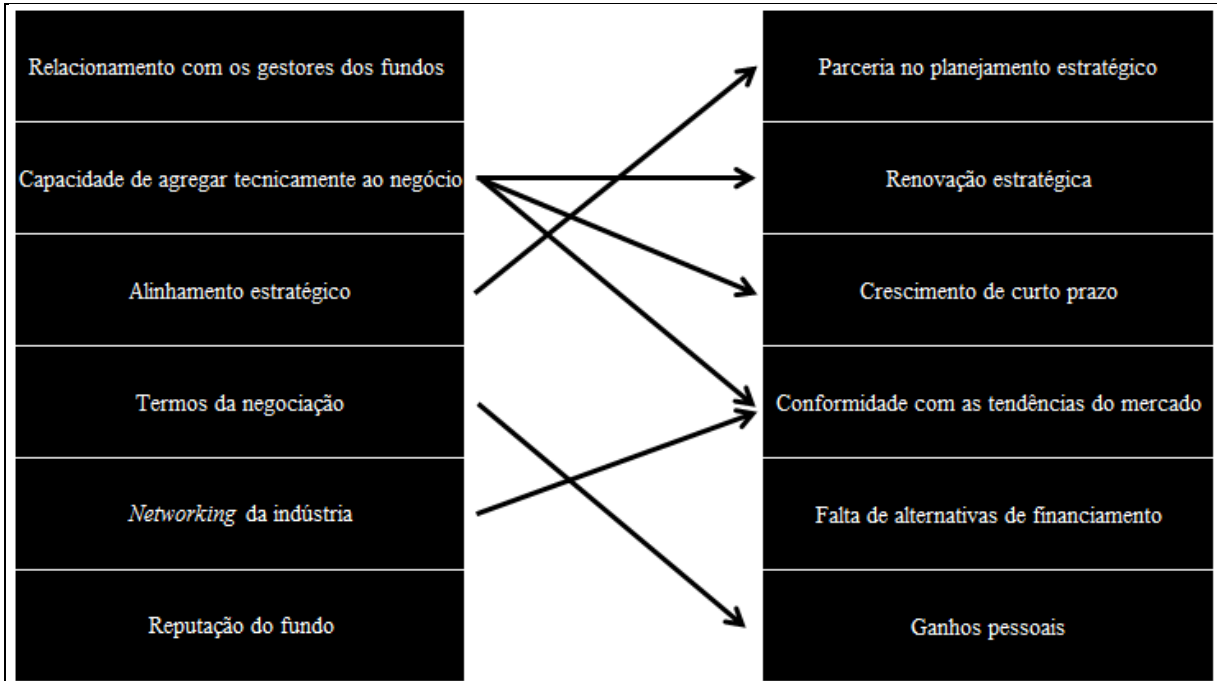 Relacionamento com os gestores dos fundos
Capacidade de agregar tecnicamente ao negócio
Alinhamento estratégico
Termos da negociação
Networking da indústria
Reputação do fundo
Parceria no planejamento estratégico
Renovação estratégica
Crescimento de curto prazo
Conformidade com as tendências do mercado
Falta de alternativas de financiamento
Ganhos pessoais